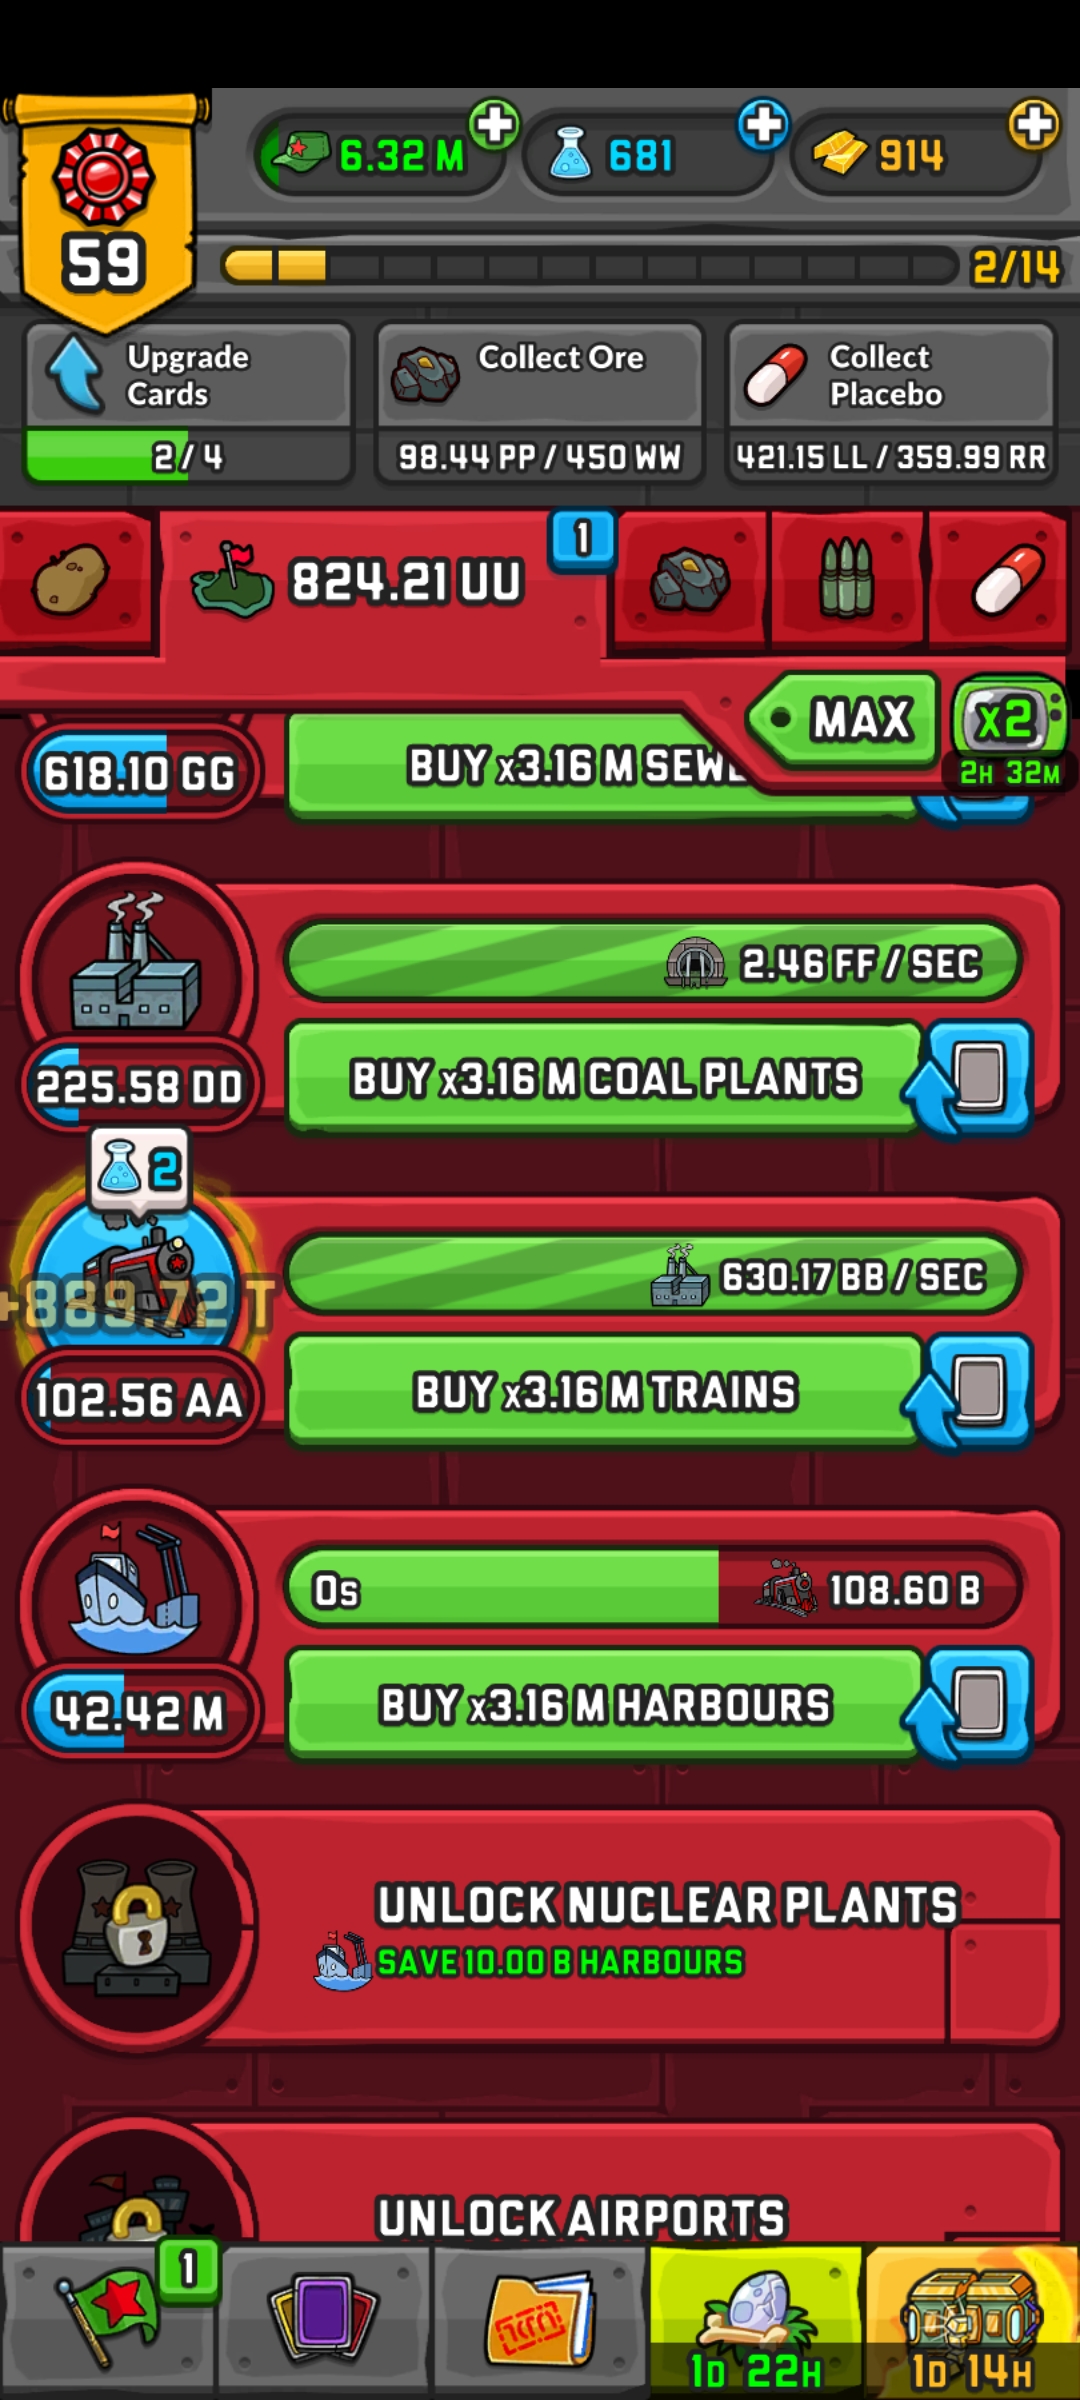 6.32 M
681
914
59
2/14
Upgrade
Cards
2 / 4
Collect Ore
98.44 PP / 450 WW
Collect
Placebo
421.15 LL / 359.99 RR
824.21 UU
1
MAX
x2
2H 32M
618.10 GG
BUY x3.16 M SEWE
2.46 FF / SEC
225.58 DD
BUY x3.16 M COAL PLANTS
2
+889.72 T
630.17 BB / SEC
102.56 AA
BUY x3.16 M TRAINS
0s
108.60 B
42.42 M
BUY x3.16 M HARBOURS
UNLOCK NUCLEAR PLANTS
SAVE 10.00 B HARBOURS
UNLOCK AIRPORTS
1
1D 22H
1D 14H